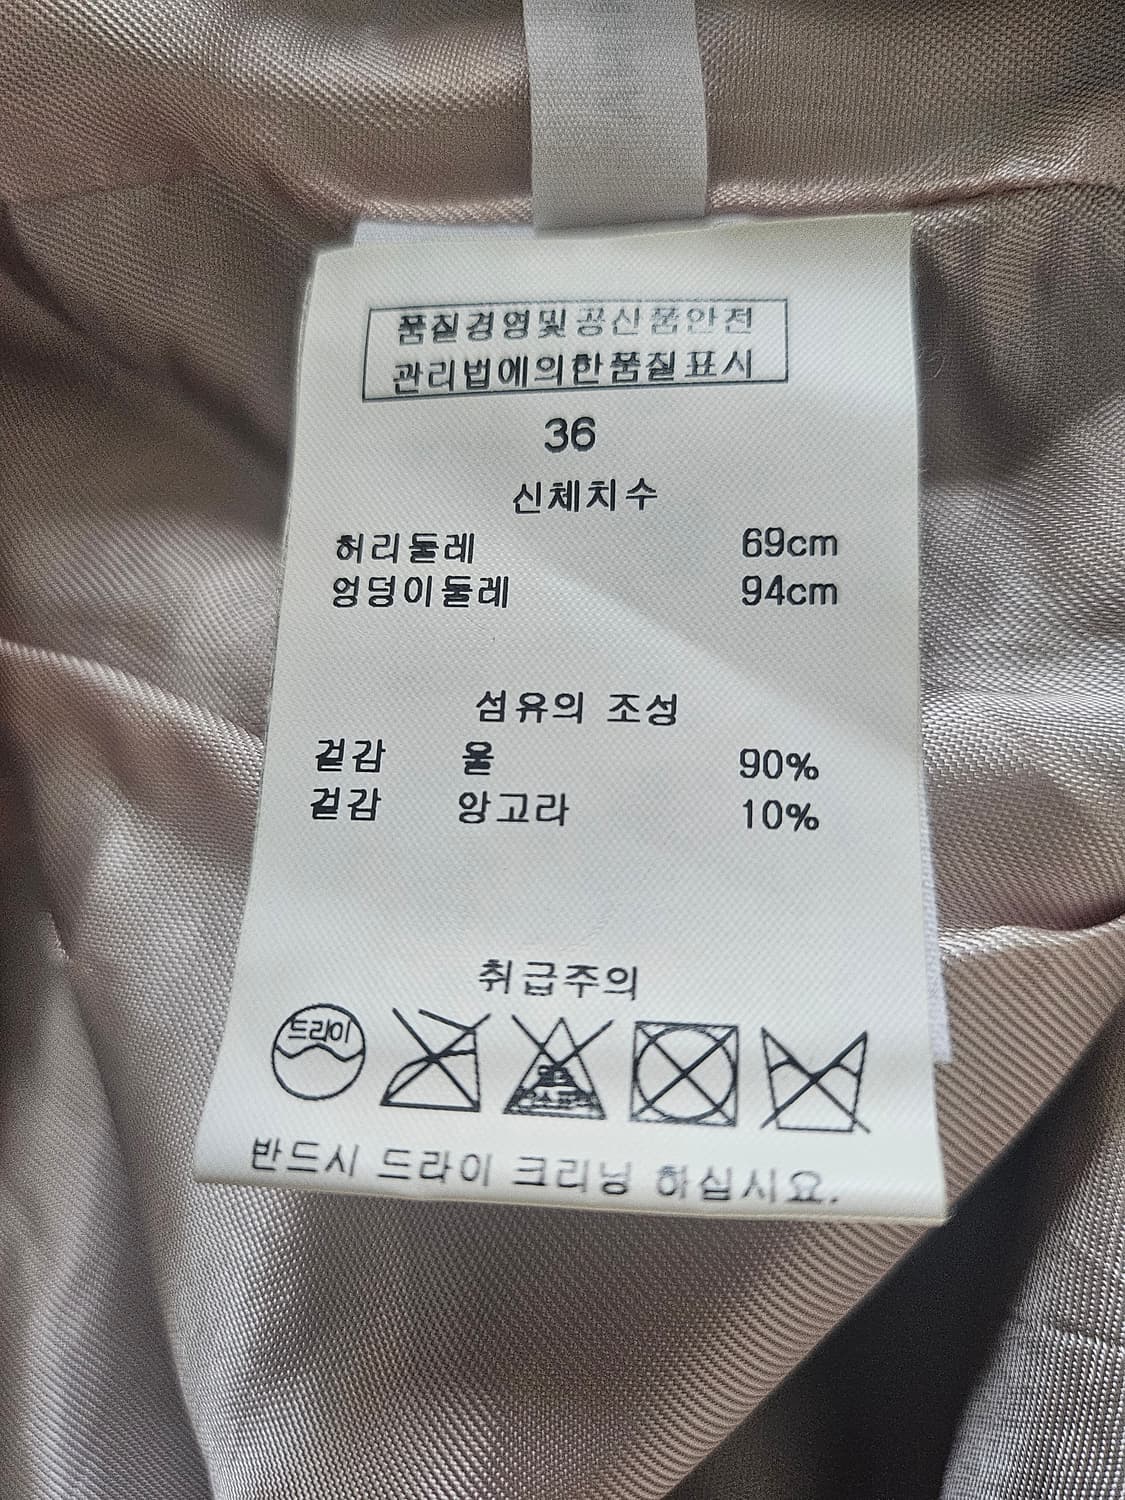 품질경영및공산품안전
관리법에의한품질표시
36
신체치수
허리둘레 69cm
엉덩이둘레 94cm
섬유의 조성
겉감 울 90%
겉감 앙고라 10%
취급주의
드라이
반드시 드라이 크리닝 하십시요.